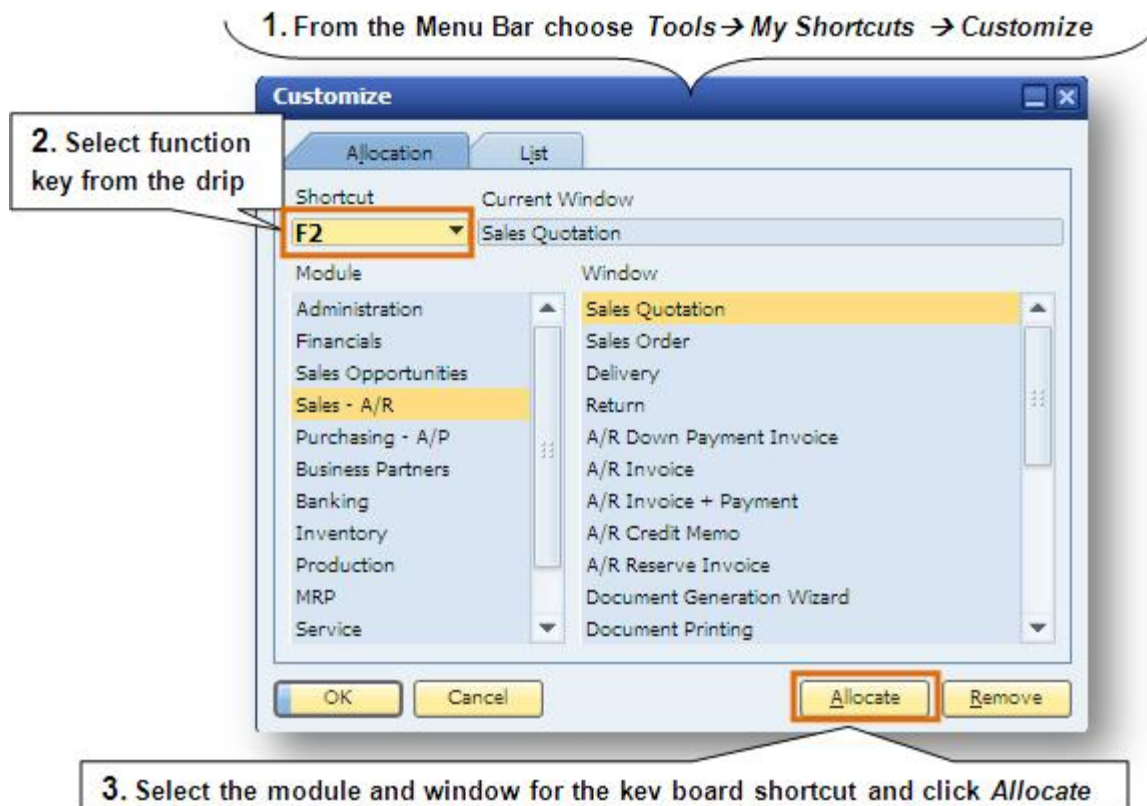 1. From the Menu Bar choose Tools→ My Shortcuts → Customize
Customize
2. Select function
key from the drip
Allocation List
Shortcut Current Window
F2 Sales Quotation
Module Window
Administration Sales Quotation
Financials Sales Order
Sales Opportunities Delivery
Sales - A/R Return
Purchasing - A/P A/R Down Payment Invoice
Business Partners A/R Invoice
Banking A/R Invoice + Payment
Inventory A/R Credit Memo
Production A/R Reserve Invoice
MRP Document Generation Wizard
Service Document Printing
OK Cancel Allocate Remove
3. Select the module and window for the key board shortcut and click Allocate